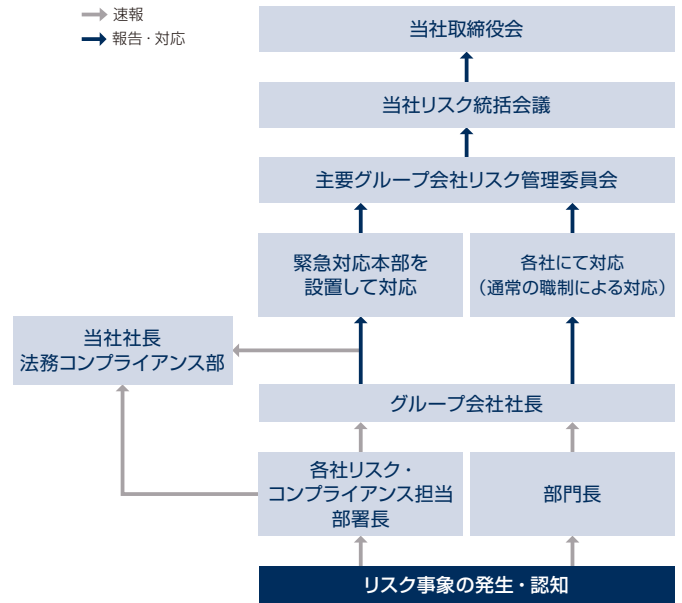 速報
報告・対応
当社取締役会
当社リスク統括会議
主要グループ会社リスク管理委員会
緊急対応本部を
設置して対応
各社にて対応
（通常の職制による対応）
当社社長
法務コンプライアンス部
グループ会社社長
各社リスク・
コンプライアンス担当
部署長
部門長
リスク事象の発生・認知